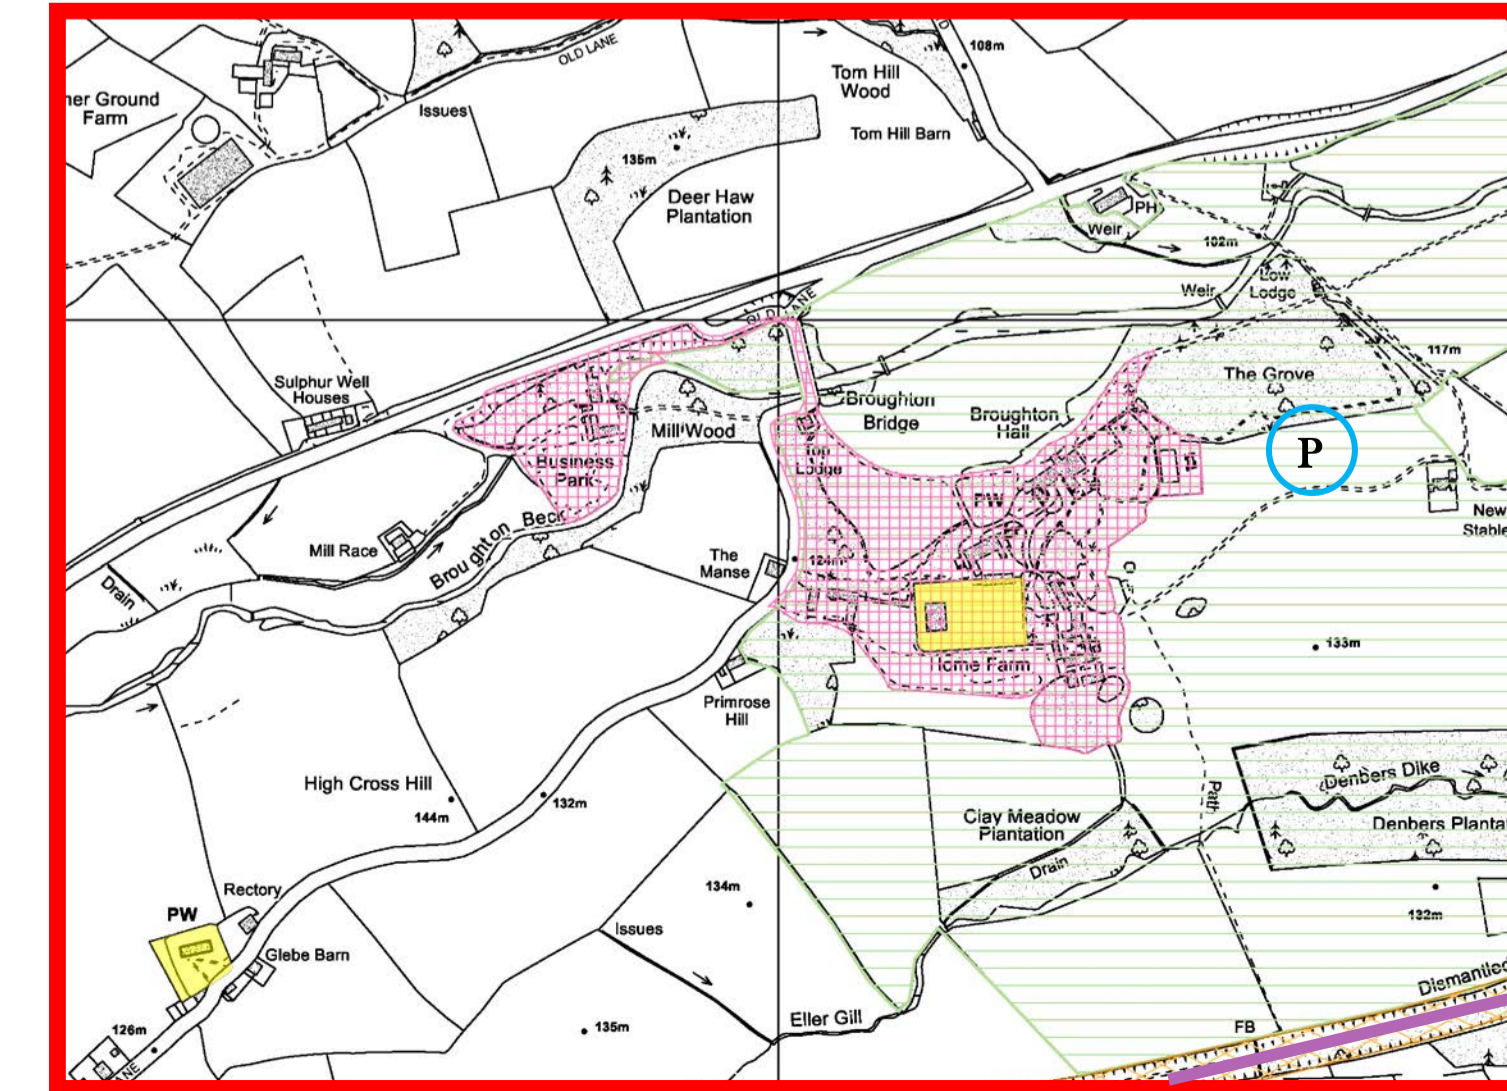 OLD LANE
108m
Tom Hill
Wood
ner Ground
Farm
Issues
Tom Hill Barn
135m
Deer Haw
Plantation
PH
Weir
102m
Low
Lodge
Weir
OLD LANE
117m
Sulphur Well
Houses
The Grove
Broughton
Bridge
Broughton
Hall
Mill Wood
P
Top
Lodge
Business
Park
PW
New
Stable
Broughton Beck
Mill Race
The
Manse
124m
Drain
133m
Home Farm
Primrose
Hill
High Cross Hill
144m
132m
Path
Denbers Dike
Clay Meadow
Plantation
Denbers Planta
Drain
134m
Rectory
132m
PW
Issues
Glebe Barn
Dismantled
Eller Gill
126m
135m
FB
ANE